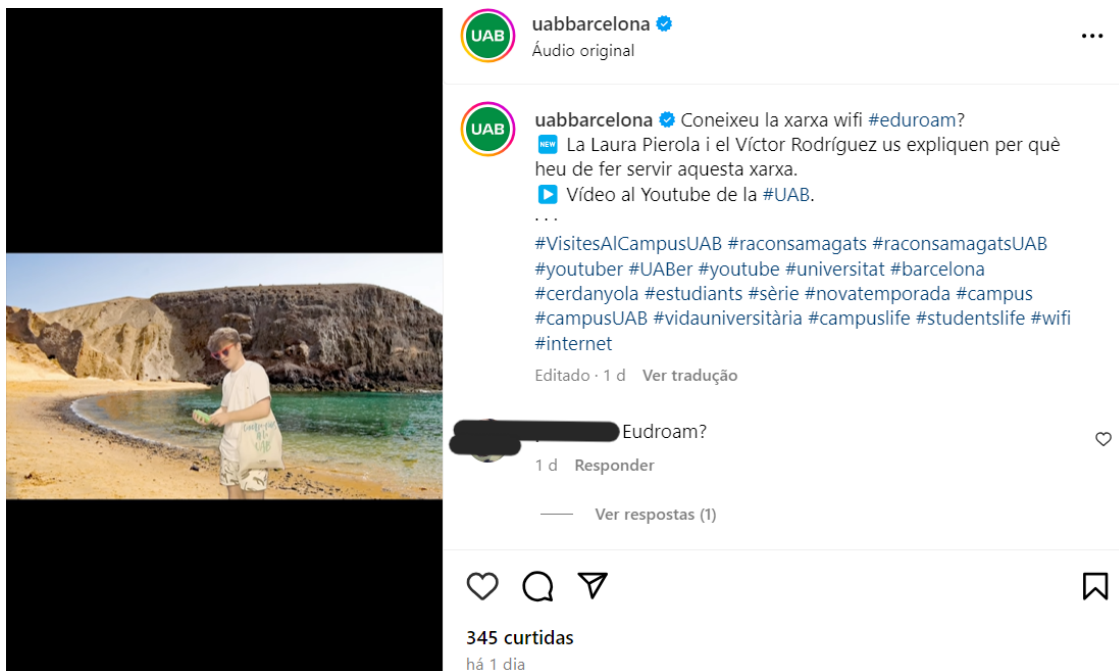 UAB
uabbarcelona
Áudio original
UAB
uabbarcelona Coneixeu la xarxa wifi #eduroam?
NEW La Laura Pierola i el Víctor Rodríguez us expliquen per què
heu de fer servir aquesta xarxa.
Vídeo al Youtube de la #UAB.
...
#VisitesAlCampusUAB #raconsamagats #raconsamagatsUAB
#youtuber #UABer #youtube #universitat #barcelona
#cerdanyola #estudiants #sèrie #novatemporada #campus
#campusUAB #vidauniversitària #campuslife #studentslife #wifi
#internet
Editado · 1 d Ver tradução
Eudroam?
1 d Responder
Ver respostas (1)
345 curtidas
há 1 dia
UAB